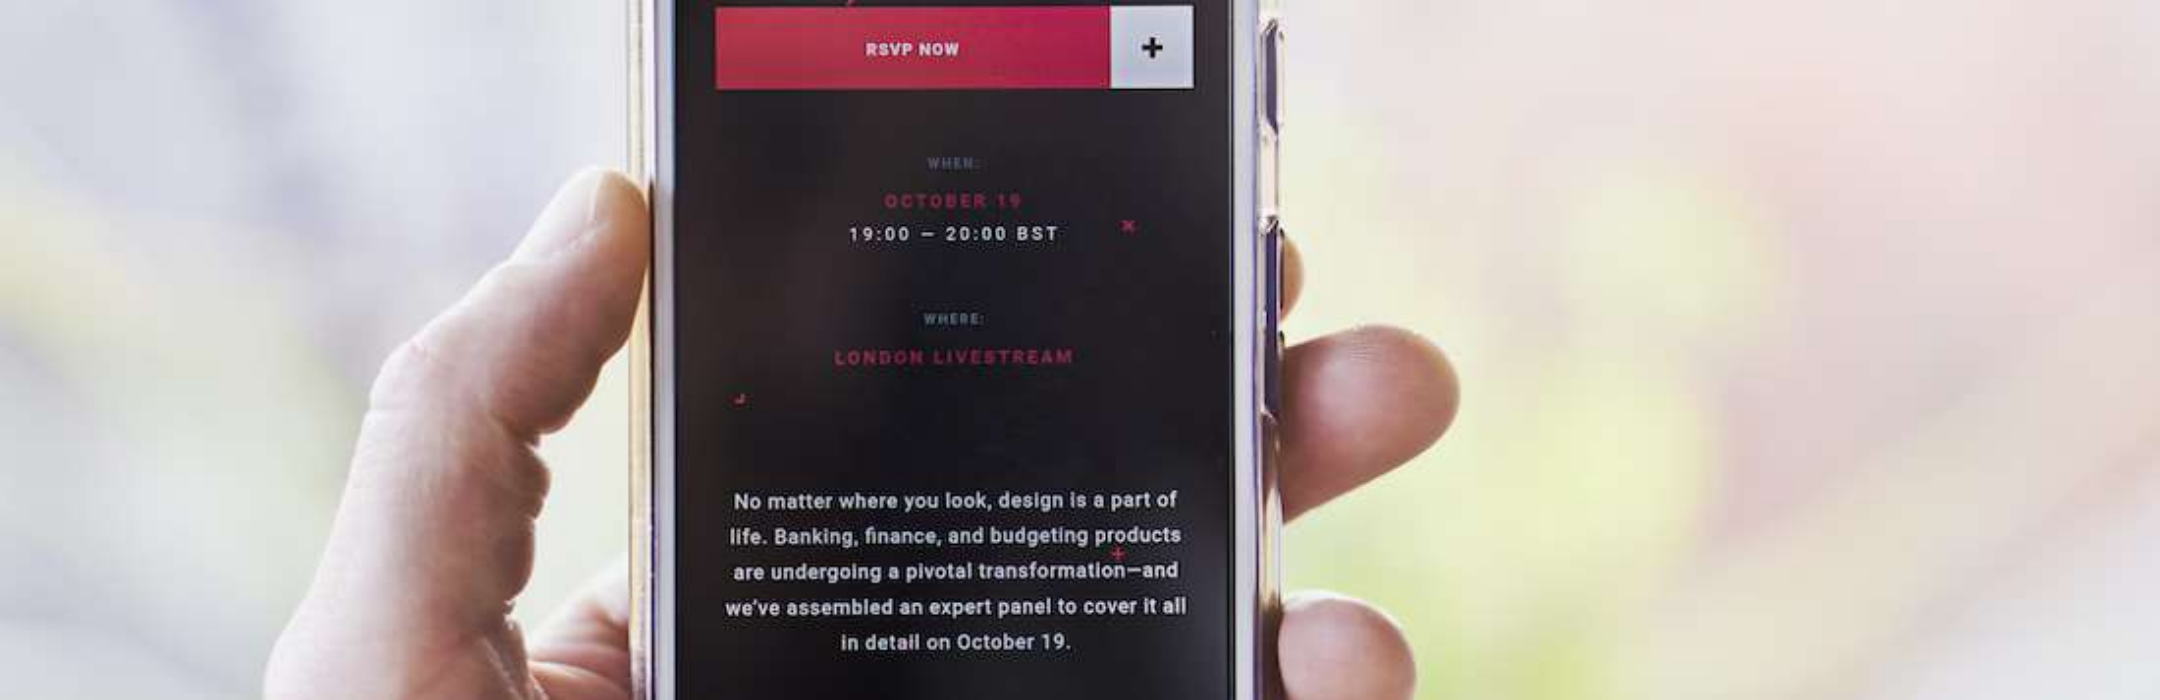 RSVP NOW
+
WHEN:
OCTOBER 19
19:00 – 20:00 BST
WHERE:
LONDON LIVESTREAM
No matter where you look, design is a part of
life. Banking, finance, and budgeting products
are undergoing a pivotal transformation—and
we've assembled an expert panel to cover it all
in detail on October 19.